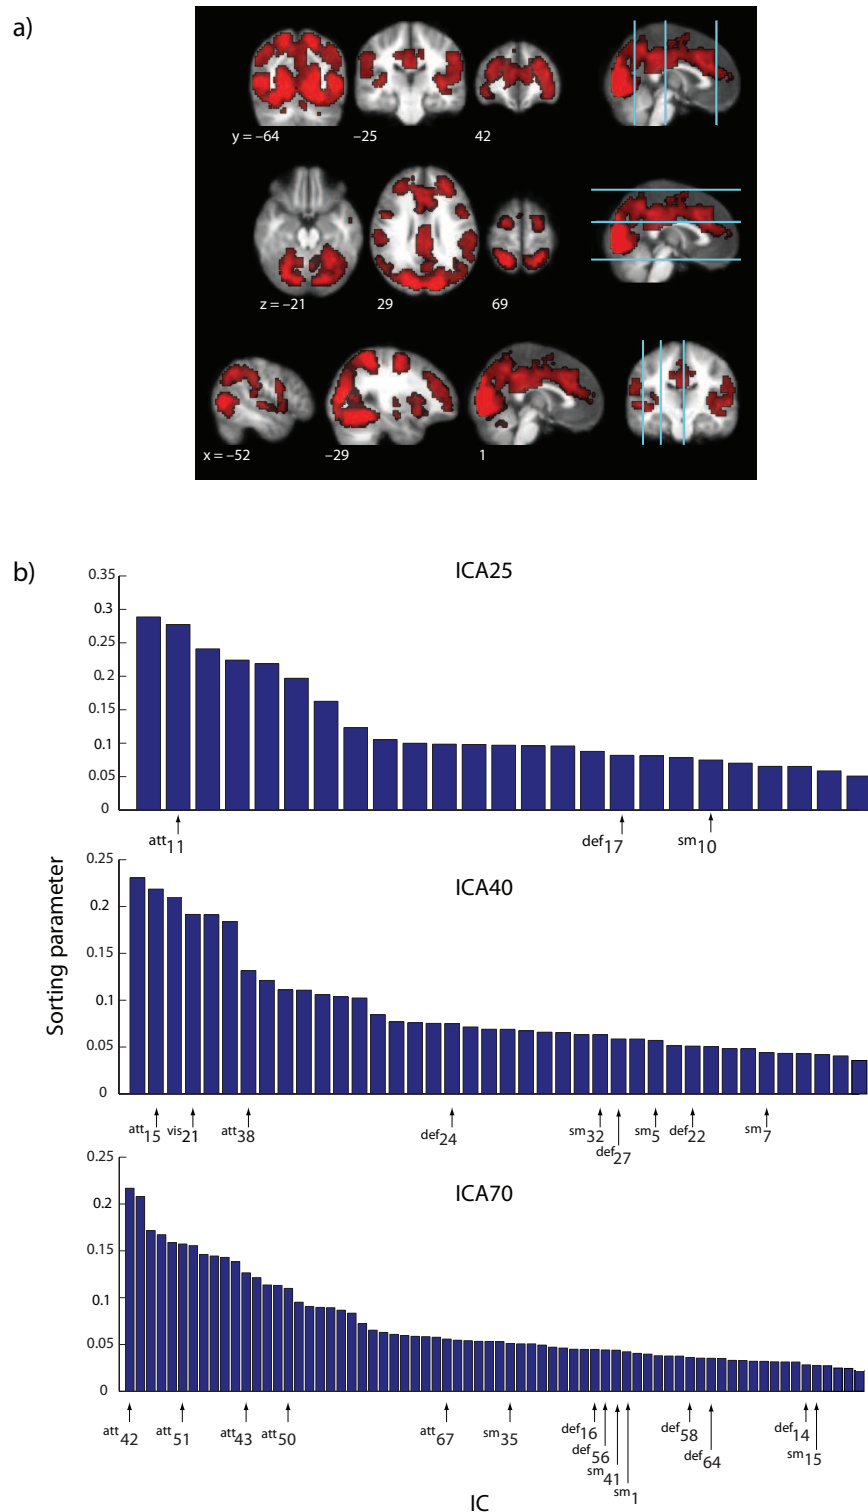 a)
y = –64
–25
42
z = –21
29
69
x = –52
–29
1
b)
ICA25
0.35
0.3
0.25
0.2
0.15
0.1
0.05
0
att11
def17
sm10
Sorting parameter
ICA40
0.25
0.2
0.15
0.1
0.05
0
att15
vis21
att38
def24
sm32
def27
sm5
def22
sm7
ICA70
0.25
0.2
0.15
0.1
0.05
0
att42
att51
att43
att50
att67
sm35
def16
def56
sm41
sm1
def58
def64
def14
sm15
IC